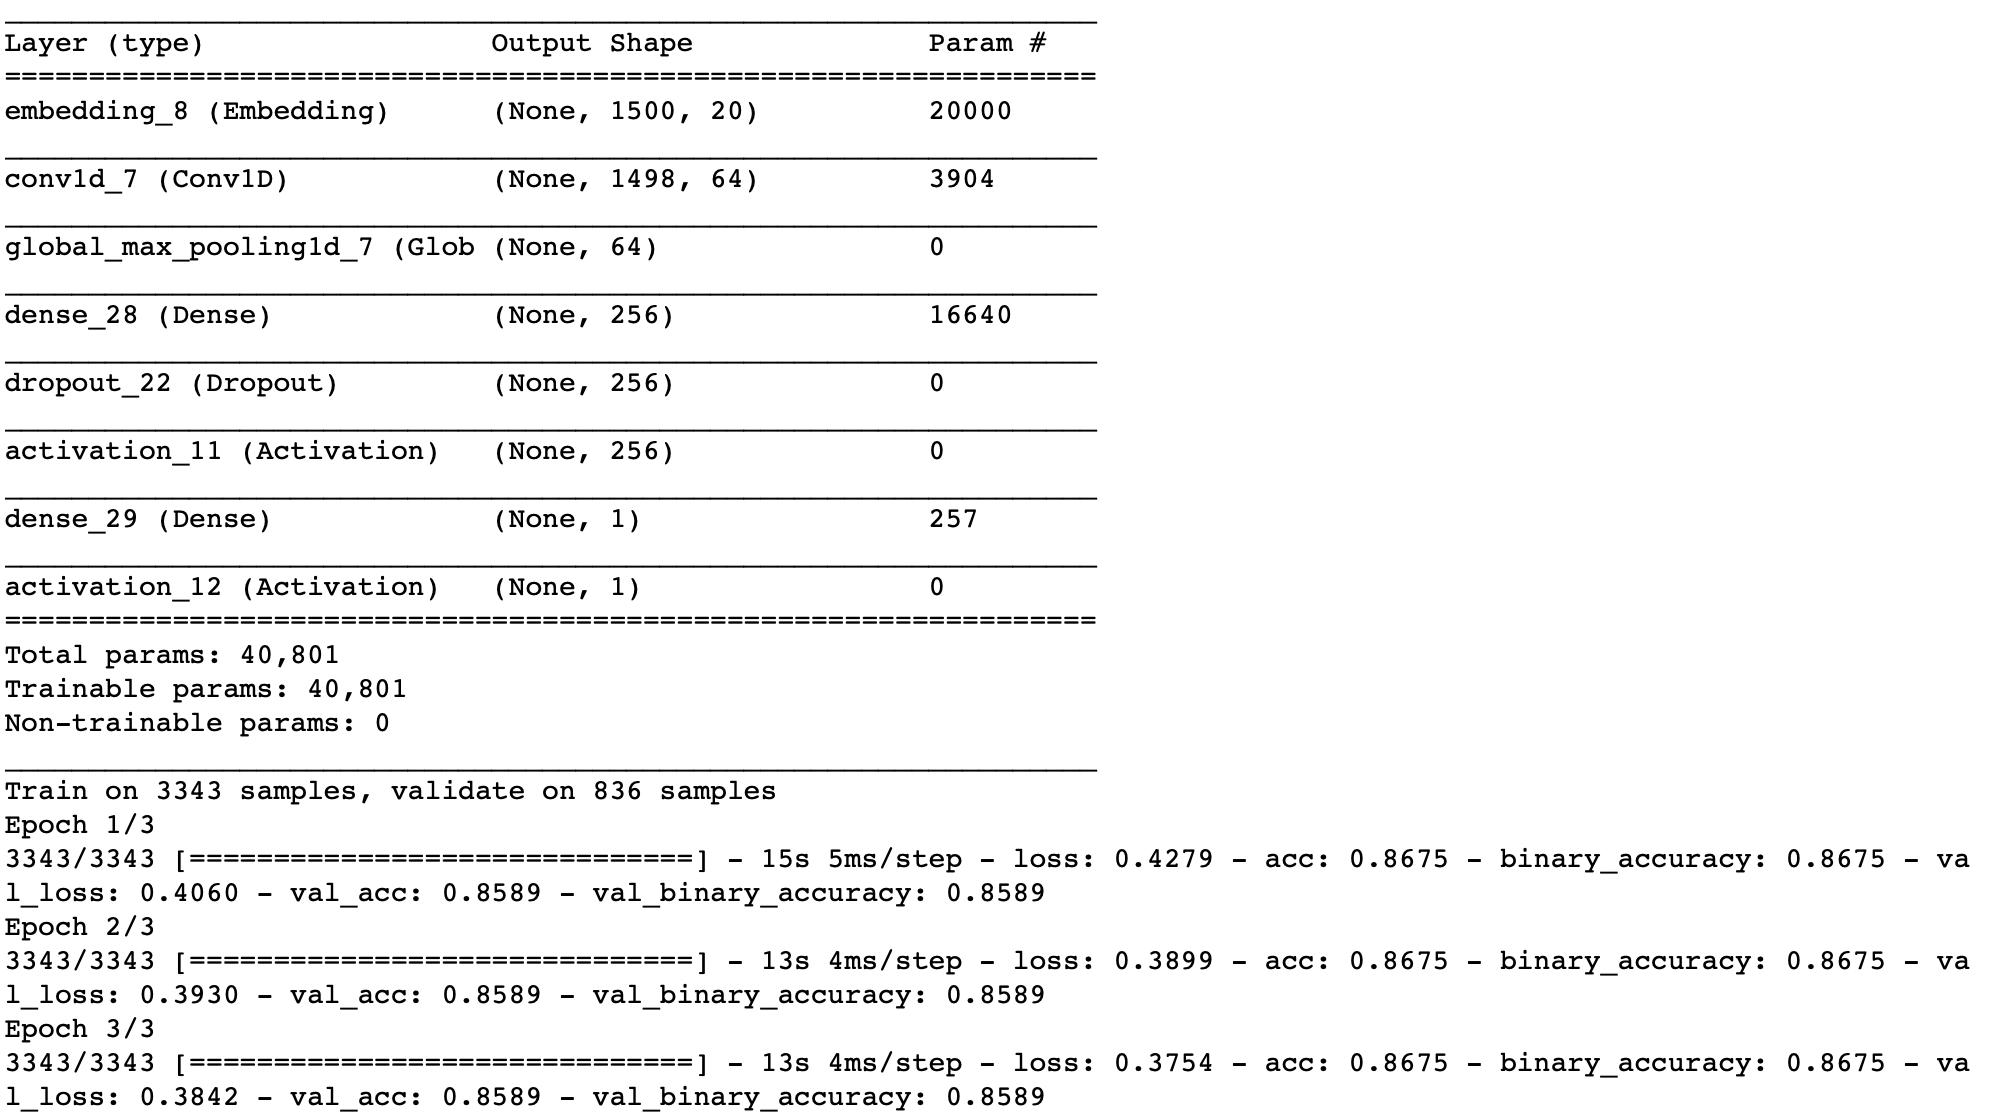 _________________________________________________________________
Layer (type)                 Output Shape              Param #
=================================================================
embedding_8 (Embedding)      (None, 1500, 20)          20000
_________________________________________________________________
conv1d_7 (Conv1D)            (None, 1498, 64)          3904
_________________________________________________________________
global_max_pooling1d_7 (Glob (None, 64)                0
_________________________________________________________________
dense_28 (Dense)             (None, 256)               16640
_________________________________________________________________
dropout_22 (Dropout)         (None, 256)               0
_________________________________________________________________
activation_11 (Activation)   (None, 256)               0
_________________________________________________________________
dense_29 (Dense)             (None, 1)                 257
_________________________________________________________________
activation_12 (Activation)   (None, 1)                 0
=================================================================
Total params: 40,801
Trainable params: 40,801
Non-trainable params: 0
_________________________________________________________________
Train on 3343 samples, validate on 836 samples
Epoch 1/3
3343/3343 [==============================] - 15s 5ms/step - loss: 0.4279 - acc: 0.8675 - binary_accuracy: 0.8675 - va
l_loss: 0.4060 - val_acc: 0.8589 - val_binary_accuracy: 0.8589
Epoch 2/3
3343/3343 [==============================] - 13s 4ms/step - loss: 0.3899 - acc: 0.8675 - binary_accuracy: 0.8675 - va
l_loss: 0.3930 - val_acc: 0.8589 - val_binary_accuracy: 0.8589
Epoch 3/3
3343/3343 [==============================] - 13s 4ms/step - loss: 0.3754 - acc: 0.8675 - binary_accuracy: 0.8675 - va
l_loss: 0.3842 - val_acc: 0.8589 - val_binary_accuracy: 0.8589